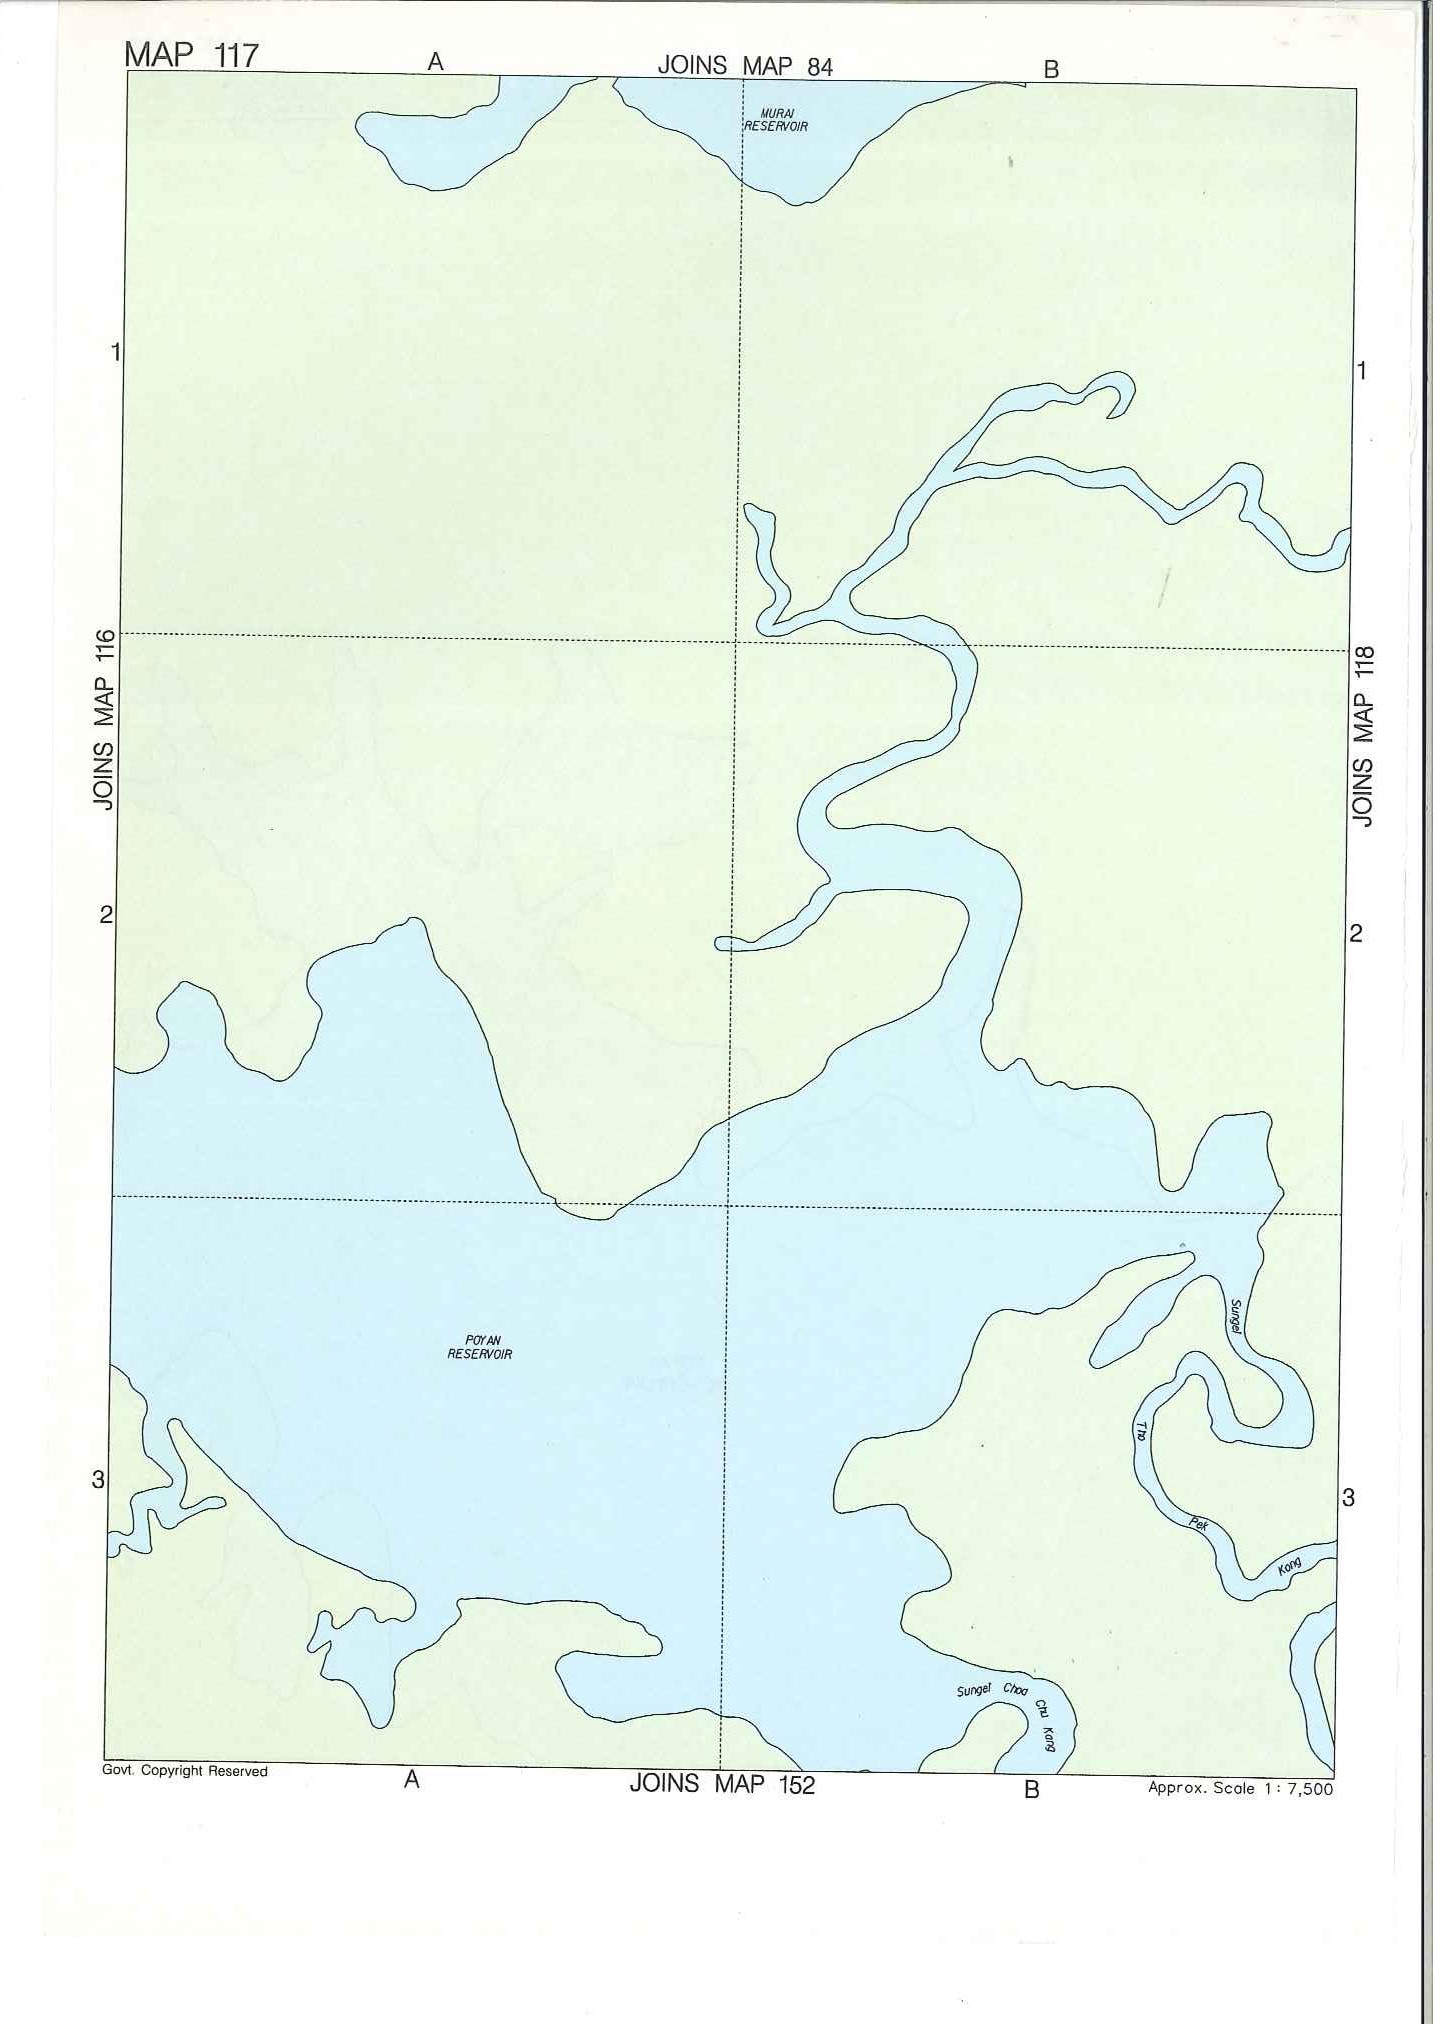 MAP 117
A
JOINS MAP 84
B
MURAI
RESERVOIR
1
1
JOINS MAP 116
JOINS MAP 118
2
2
POYAN
RESERVOIR
Sungei
Tho
Pek
Kong
3
3
Sungei Choa Chu Kang
Govt. Copyright Reserved
A
JOINS MAP 152
B
Approx. Scale 1 : 7,500